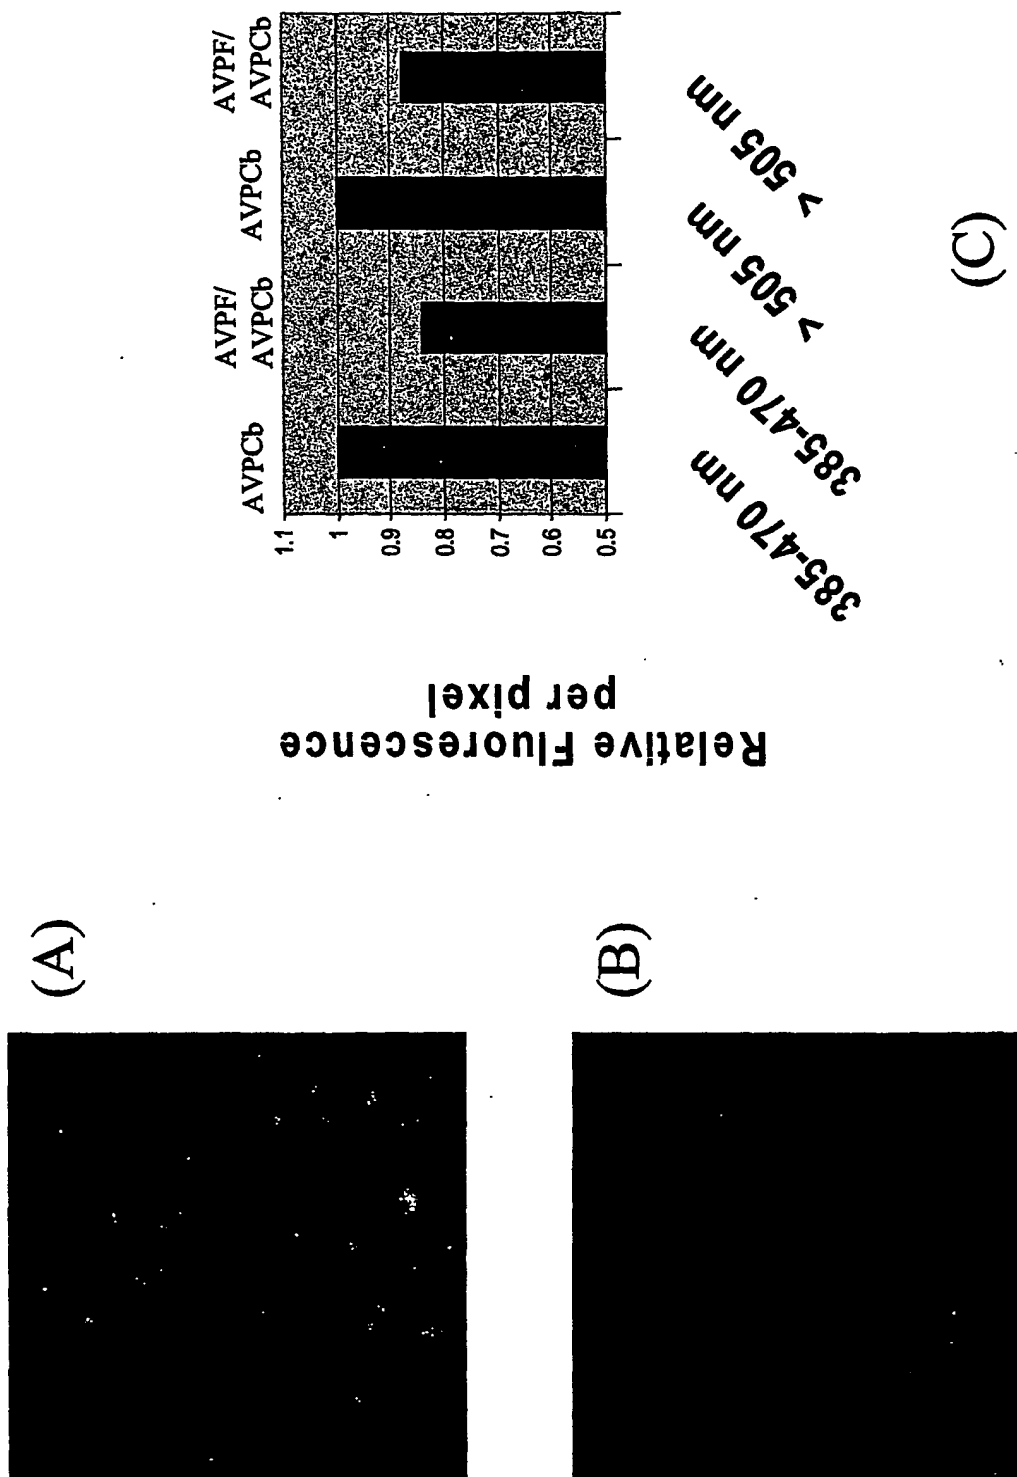 (A)
(B)
Relative Fluorescence
per pixel
1.1
1
0.9
0.8
0.7
0.6
0.5
AVPCb
AVPF/
AVPCb
AVPCb
AVPF/
AVPCb
385-470 nm
385-470 nm
> 505 nm
> 505 nm
(C)